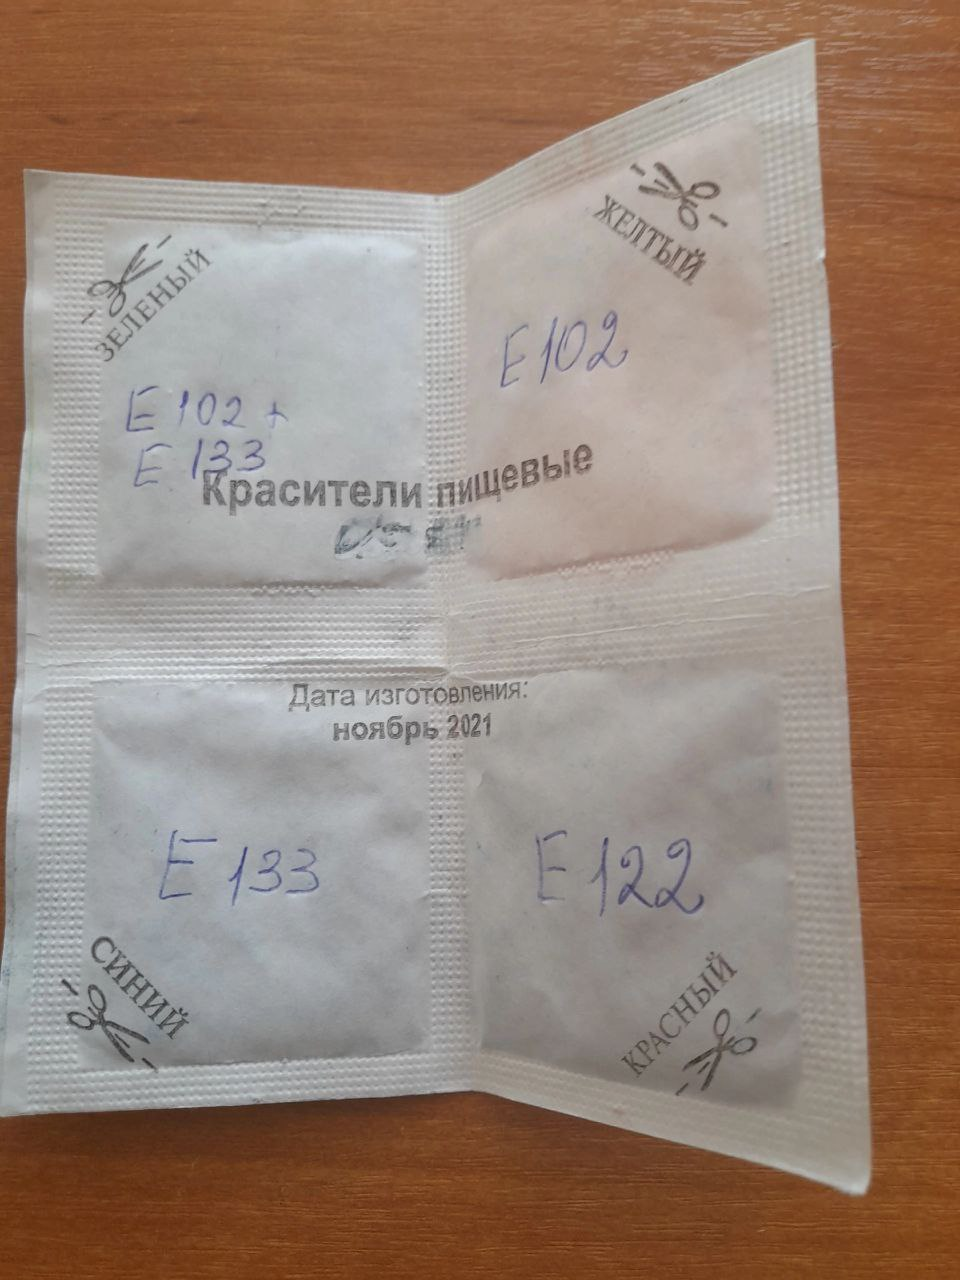 ЗЕЛЕНЫЙ
ЖЕЛТЫЙ
E 102 +
E 133
E 102
Красители пищевые
Дата изготовления:
ноябрь 2021
E 133
E 122
СИНИЙ
КРАСНЫЙ